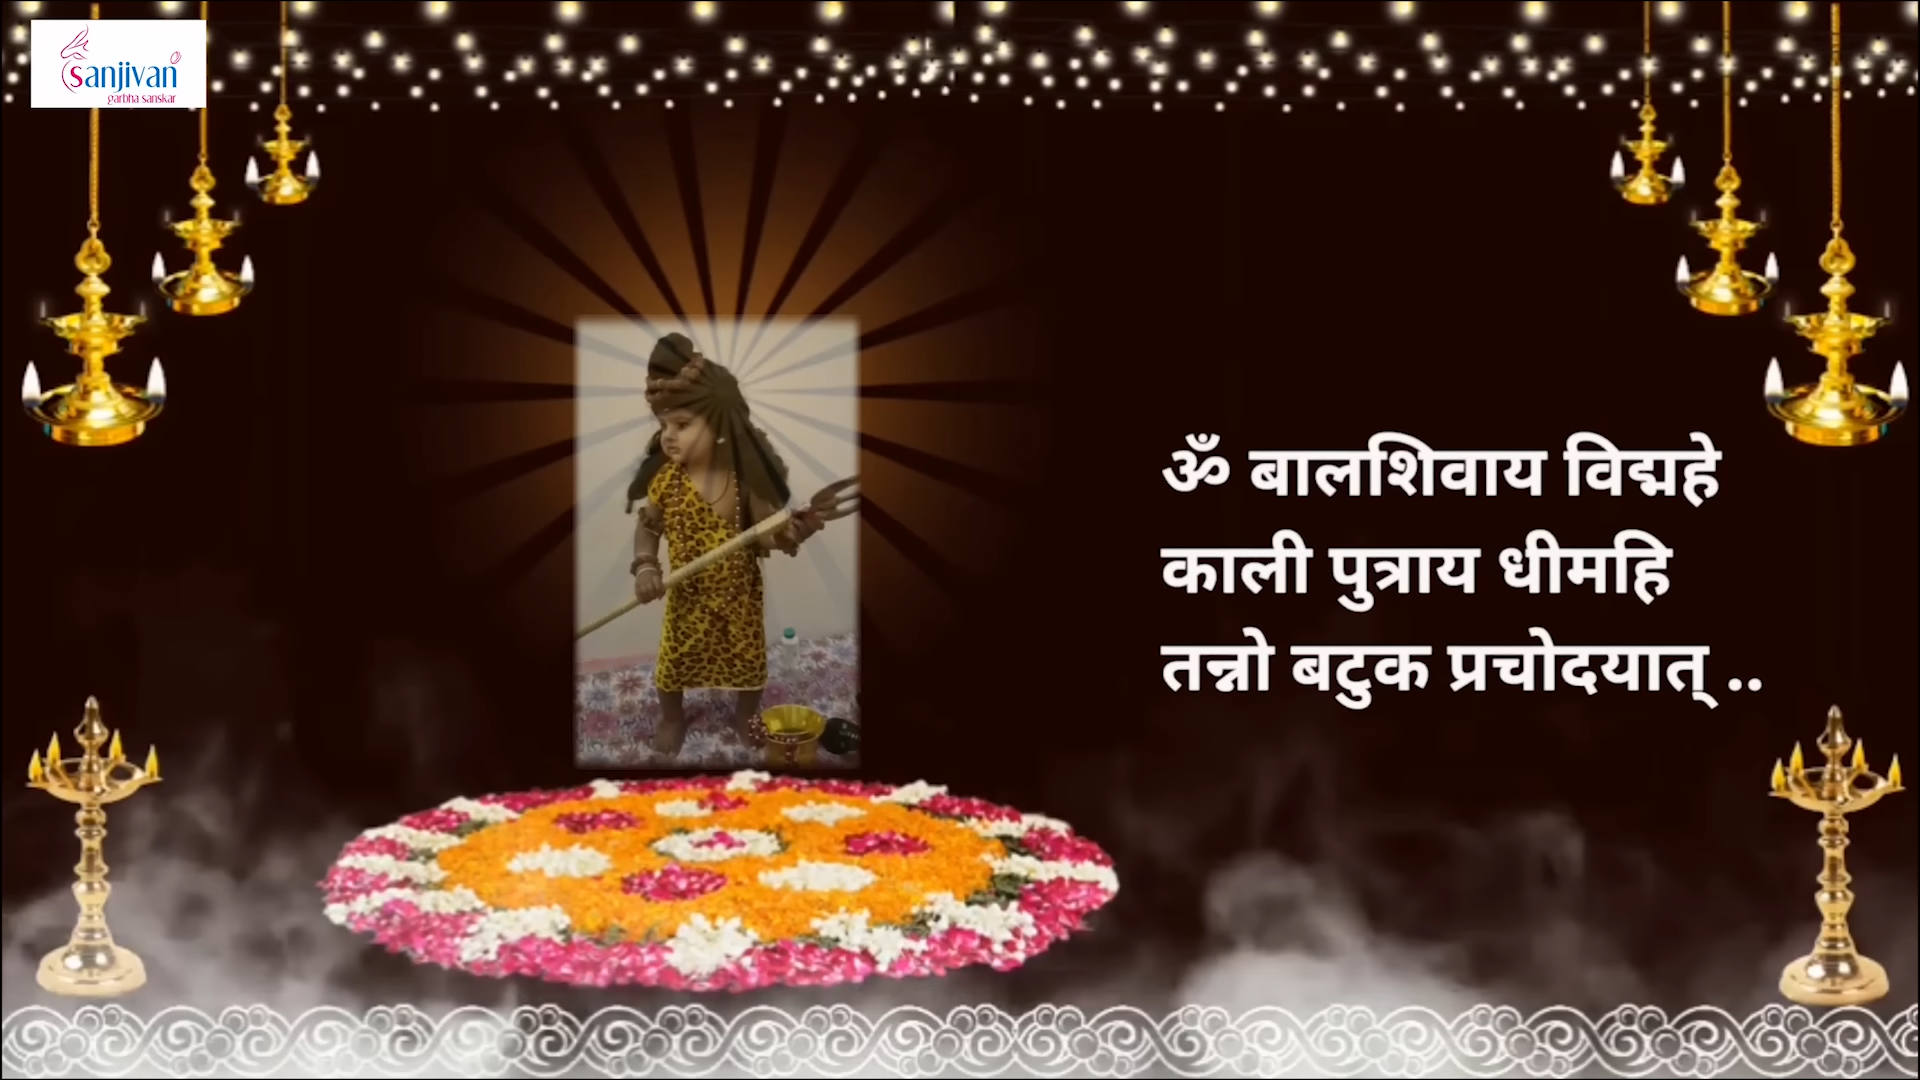 sanjivan
garbha sanskar
ॐ बालशिवाय विद्महे
काली पुत्राय धीमहि
तन्नो बटुक प्रचोदयात् ..